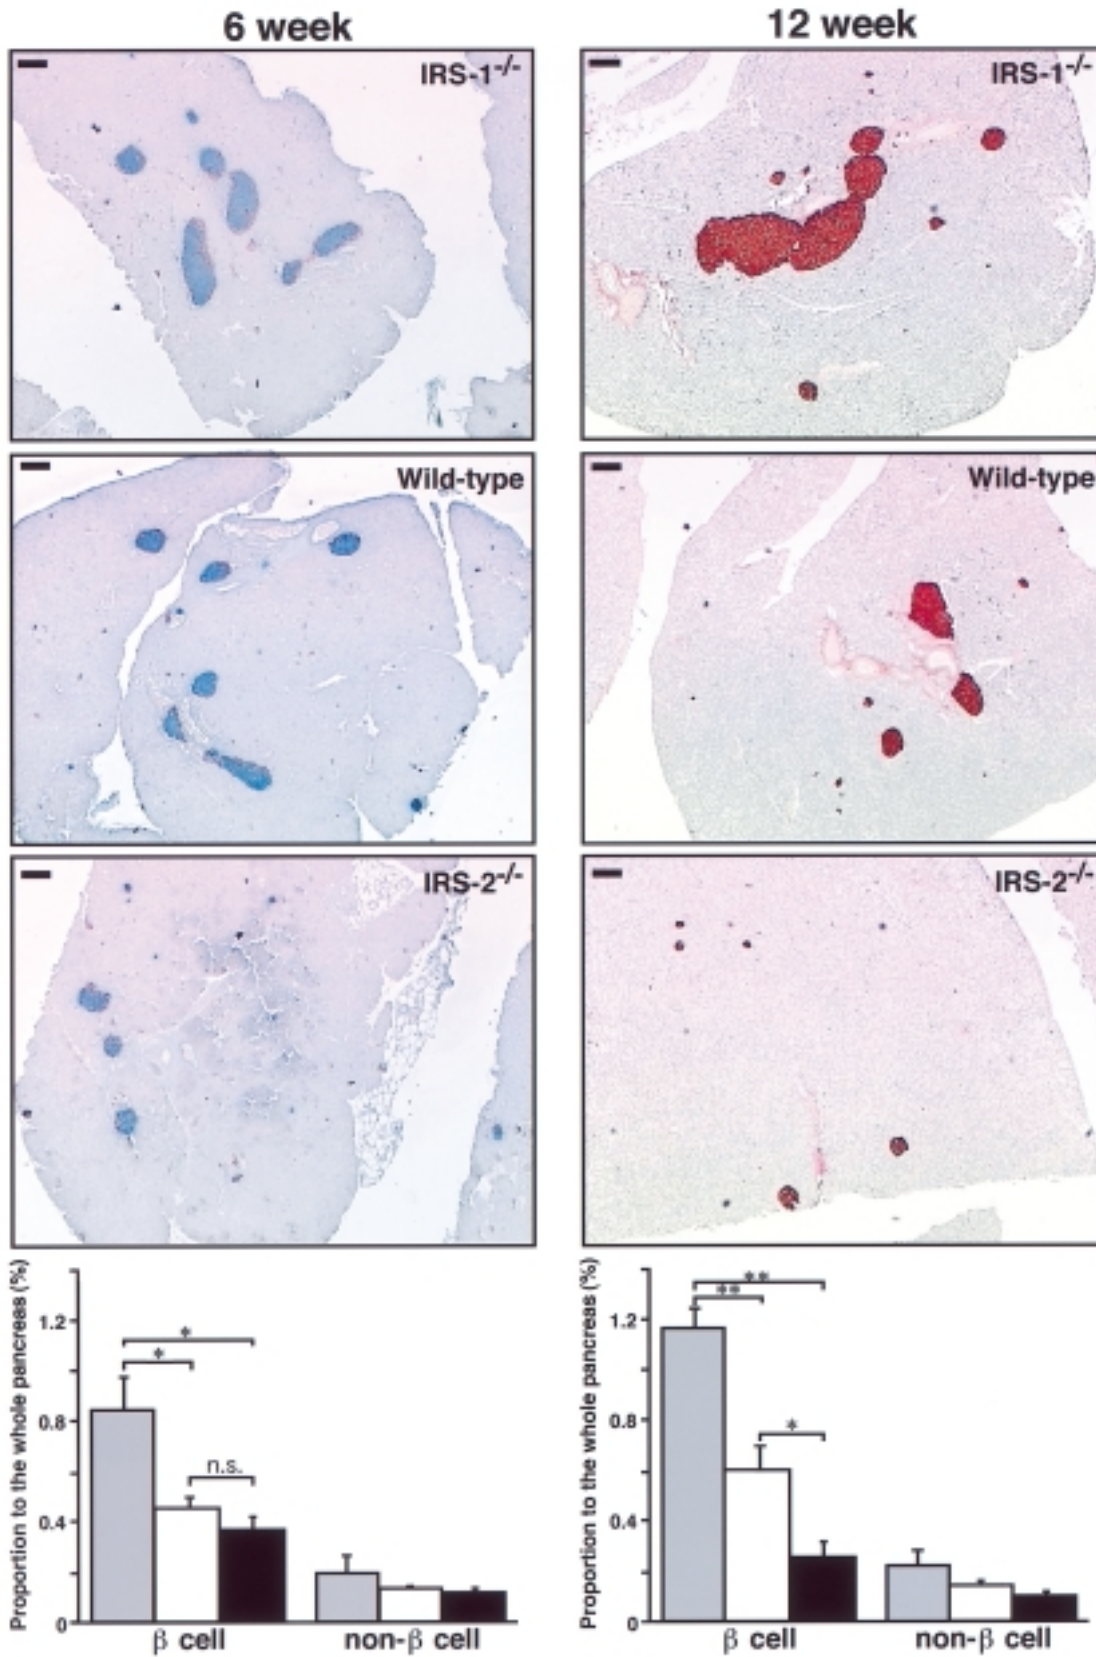 6 week
12 week
IRS-1-/-
IRS-1-/-
Wild-type
Wild-type
IRS-2-/-
IRS-2-/-
Proportion to the whole pancreas (%)
1.2
0.8
0.4
0
*
*
n.s.
β cell
non-β cell
Proportion to the whole pancreas (%)
1.2
0.8
0.4
0
**
**
*
β cell
non-β cell